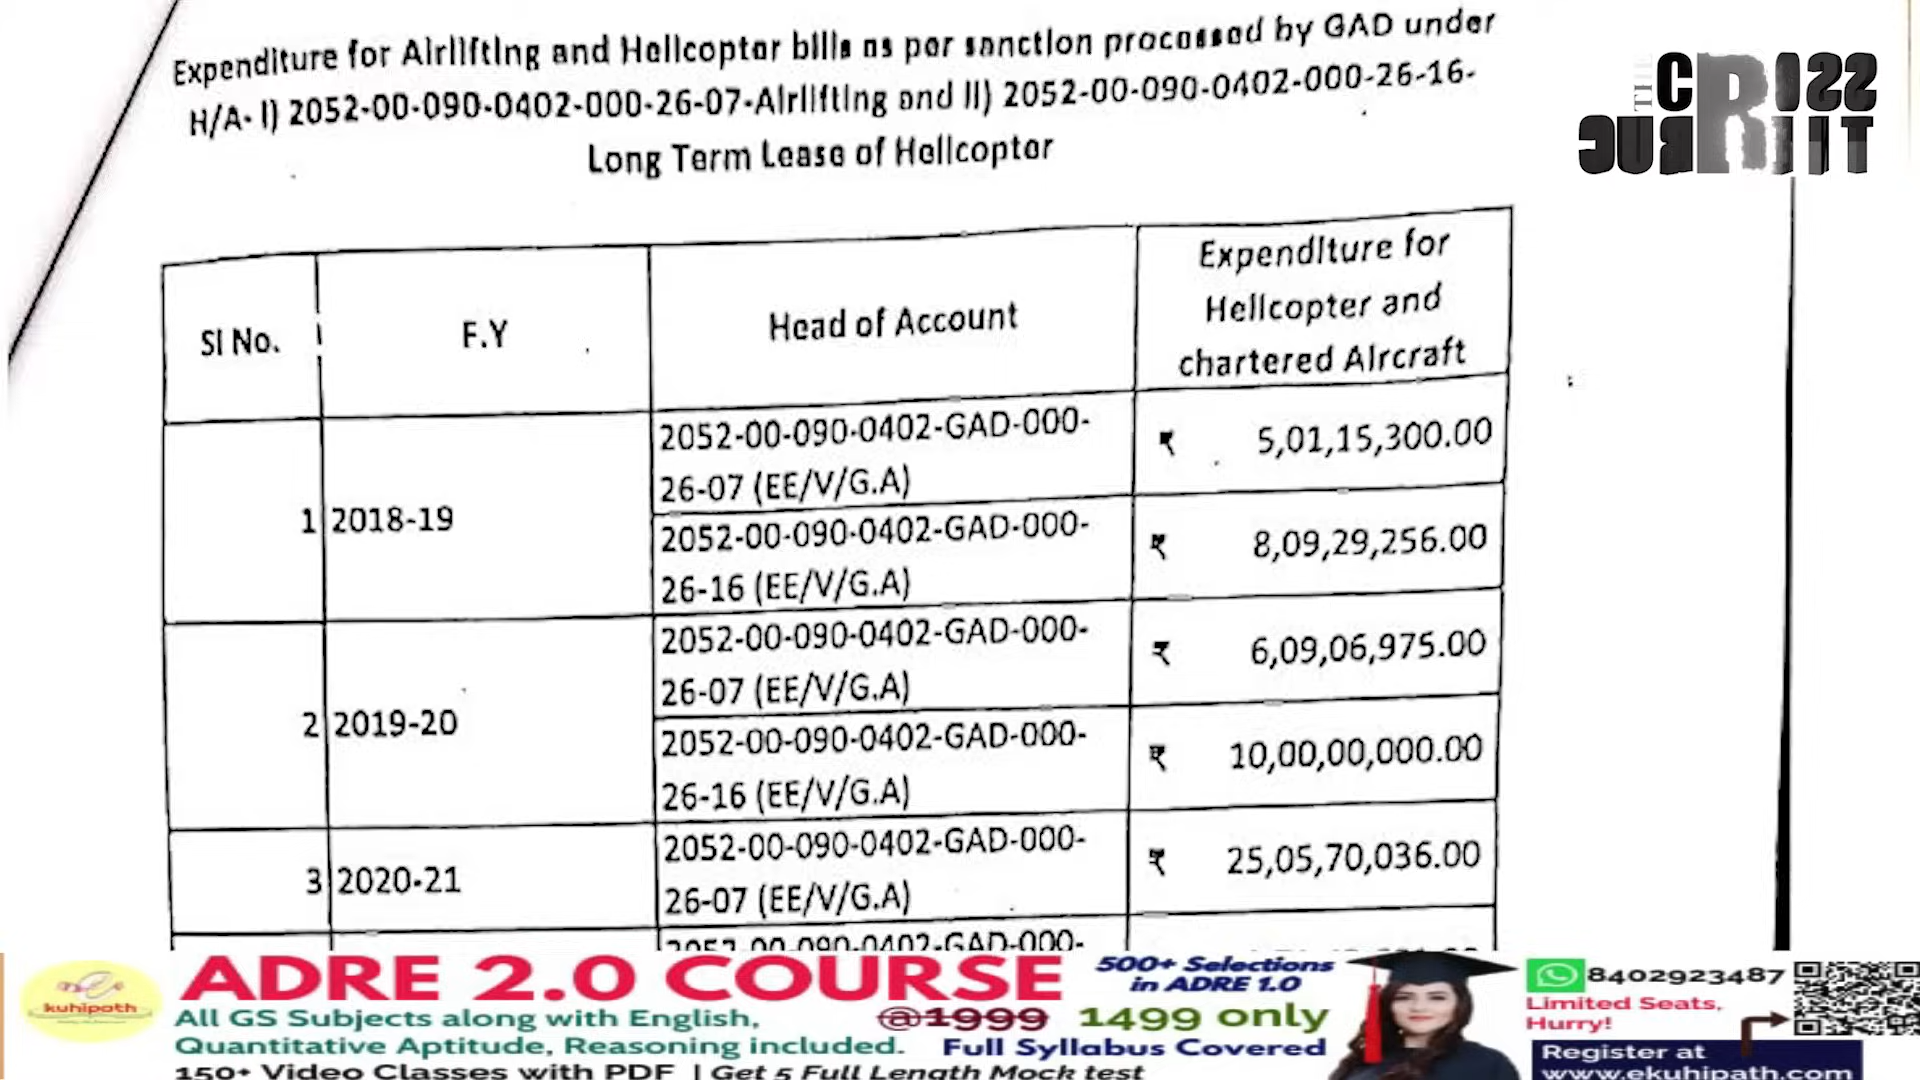 Expenditure for Airlifting and Helicopter bills as per sanction processed by GAD under
H/A- I) 2052-00-090-0402-000-26-07-Airlifting and II) 2052-00-090-0402-000-26-16-
Long Term Lease of Helicopter
THE CRISS
CURRIIT
Sl No.
F.Y
Head of Account
Expenditure for
Helicopter and
chartered Aircraft
1 2018-19
2052-00-090-0402-GAD-000-
26-07 (EE/V/G.A)
₹ 5,01,15,300.00
2052-00-090-0402-GAD-000-
26-16 (EE/V/G.A)
₹ 8,09,29,256.00
2 2019-20
2052-00-090-0402-GAD-000-
26-07 (EE/V/G.A)
₹ 6,09,06,975.00
2052-00-090-0402-GAD-000-
26-16 (EE/V/G.A)
₹ 10,00,00,000.00
3 2020-21
2052-00-090-0402-GAD-000-
26-07 (EE/V/G.A)
₹ 25,05,70,036.00
2052-00-090-0402-GAD-000-
kuhipath
ADRE 2.0 COURSE
All GS Subjects along with English,
Quantitative Aptitude, Reasoning included.
150+ Video Classes with PDF | Get 5 Full Length Mock test
500+ Selections
in ADRE 1.0
@1999 1499 only
Full Syllabus Covered
8402923487
Limited Seats,
Hurry!
Register at
www.ekuhipath.com